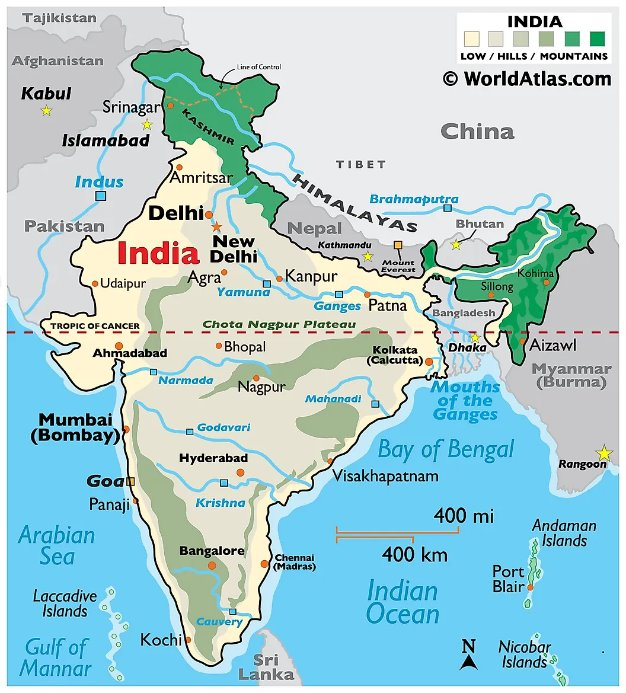 Tajikistan
INDIA
LOW / HILLS / MOUNTAINS
© WorldAtlas.com
Afghanistan
Kabul
Line of Control
Srinagar
KASHMIR
Islamabad
China
TIBET
Amritsar
Indus
HIMALAYAS
Brahmaputra
Delhi
Pakistan
Nepal
Bhutan
New
Delhi
Kathmandu
Mount
Everest
India
Agra
Kanpur
Kohima
Udaipur
Yamuna
Sillong
Ganges
Patna
Bangladesh
TROPIC OF CANCER
Chota Nagpur Plateau
Ahmadabad
Bhopal
Kolkata
(Calcutta)
Dhaka
Aizawl
Narmada
Nagpur
Myanmar
(Burma)
Mouths
of the
Ganges
Mahanadi
Mumbai
(Bombay)
Godavari
Bay of Bengal
Hyderabad
Rangoon
Goa
Visakhapatnam
Panaji
Krishna
400 mi
400 km
Arabian
Sea
Andaman
Islands
Bangalore
Chennai
(Madras)
Port
Blair
Laccadive
Islands
Indian
Ocean
Cauvery
Kochi
Gulf of
Mannar
N
Nicobar
Islands
Sri
Lanka